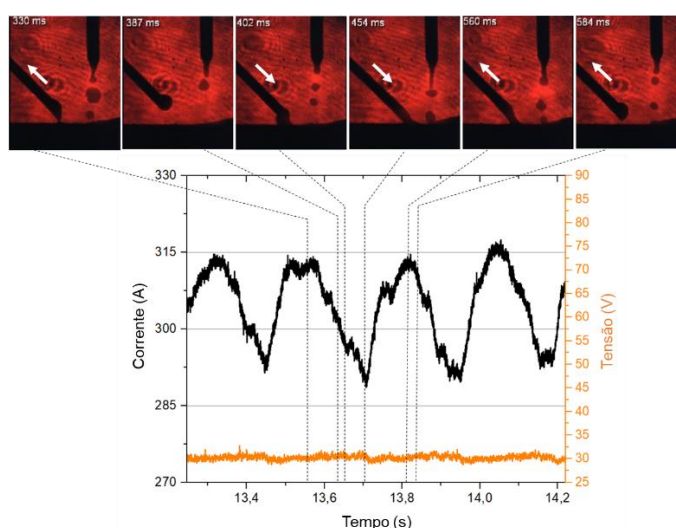 330 ms 387 ms 402 ms 454 ms 560 ms 584 ms
330 90
85
80
315 75
70
65
300 60
55
50
285 45
40
35
30
270 25
13,4 13,6 13,8 14,0 14,2
Corrente (A)
Tensão (V)
Tempo (s)